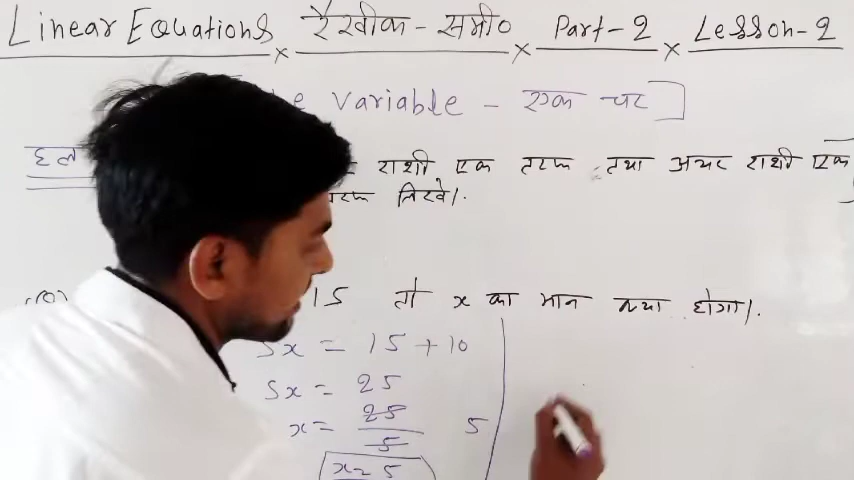 Linear Equations × रैखीक - समी० × Part-2 × Lesson-2
Variable - एक चर ]
हल राशी एक तरफ तथा अचर राशी एक
तरफ लिखे।.
(Q) 15 तो x का मान क्या होगा।.
5x = 15 + 10
5x = 25
x = 25/5 5
x = 5